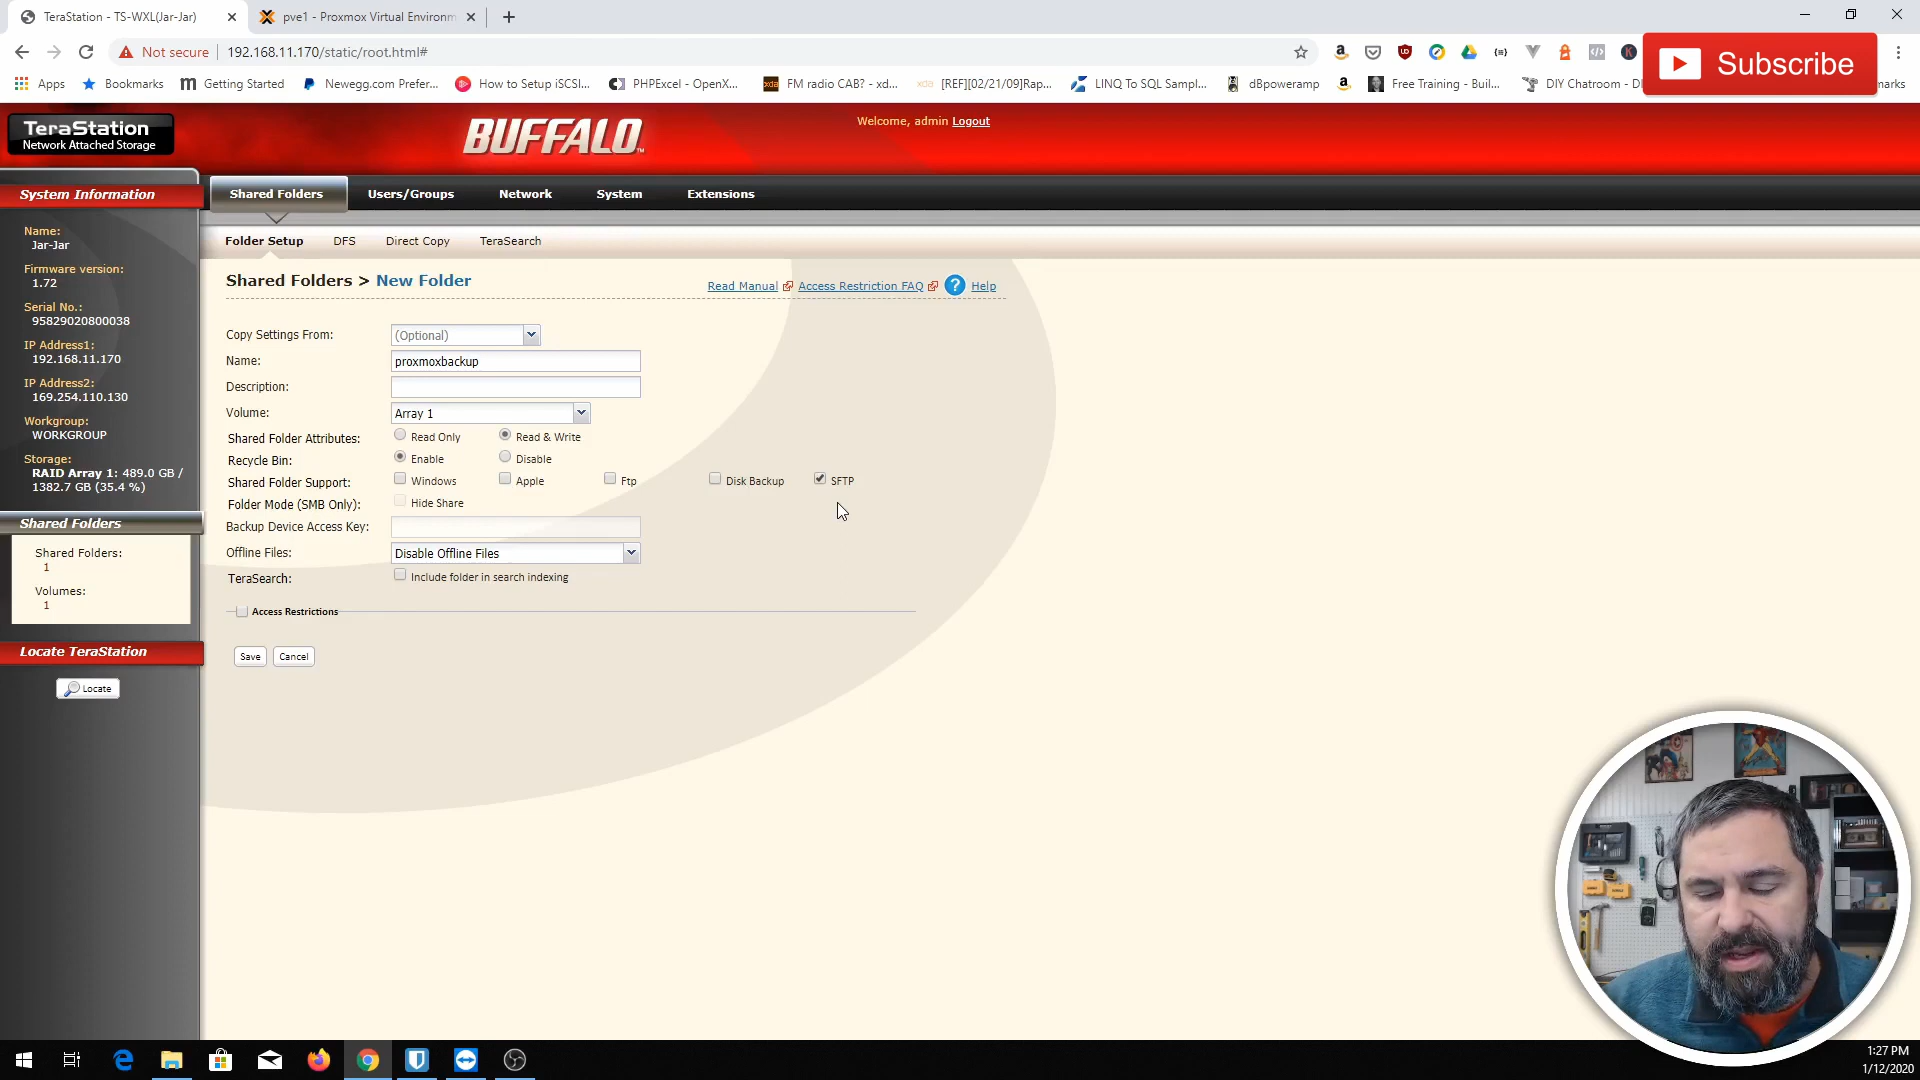 TeraStation - TS-WXL(Jar-Jar)
pve1 - Proxmox Virtual Environm
Not secure
192.168.11.170/static/root.html#
Subscribe
Apps
Bookmarks
Getting Started
Newegg.com Prefer...
How to Setup iSCSI...
PHPExcel - OpenX...
FM radio CAB? - xd...
[REF][02/21/09]Rap...
LINQ To SQL Sampl...
dBpoweramp
Free Training - Buil...
DIY Chatroom - DI
marks
TeraStation
Network Attached Storage
BUFFALO
Welcome, admin Logout
System Information
Shared Folders
Users/Groups
Network
System
Extensions
Folder Setup
DFS
Direct Copy
TeraSearch
Name:
Jar-Jar
Firmware version:
1.72
Serial No.:
95829020800038
IP Address1:
192.168.11.170
IP Address2:
169.254.110.130
Workgroup:
WORKGROUP
Storage:
RAID Array 1: 489.0 GB /
1382.7 GB (35.4 %)
Shared Folders
Shared Folders:
1
Volumes:
1
Locate TeraStation
Locate
Shared Folders > New Folder
Read Manual
Access Restriction FAQ
? Help
Copy Settings From: (Optional)
Name: proxmoxbackup
Description:
Volume: Array 1
Shared Folder Attributes: Read Only Read & Write
Recycle Bin: Enable Disable
Shared Folder Support: Windows Apple Ftp Disk Backup SFTP
Folder Mode (SMB Only): Hide Share
Backup Device Access Key:
Offline Files: Disable Offline Files
TeraSearch: Include folder in search indexing
Access Restrictions
Save Cancel
1:27 PM
1/12/2020